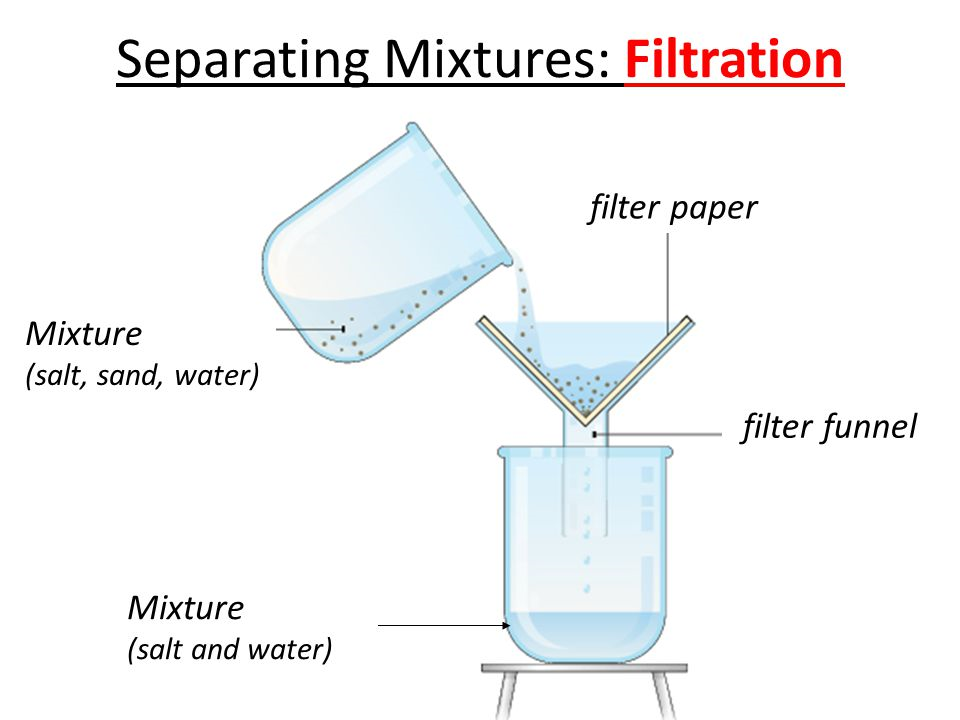 Separating Mixtures: Filtration
filter paper
Mixture
(salt, sand, water)
filter funnel
Mixture
(salt and water)